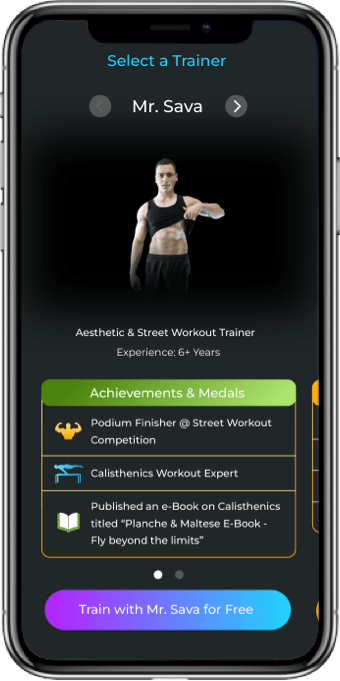 Select a Trainer
Mr. Sava
Aesthetic & Street Workout Trainer
Experience: 6+ Years
Achievements & Medals
Podium Finisher @ Street Workout
Competition
Calisthenics Workout Expert
Published an e-Book on Calisthenics
titled “Planche & Maltese E-Book -
Fly beyond the limits”
Train with Mr. Sava for Free